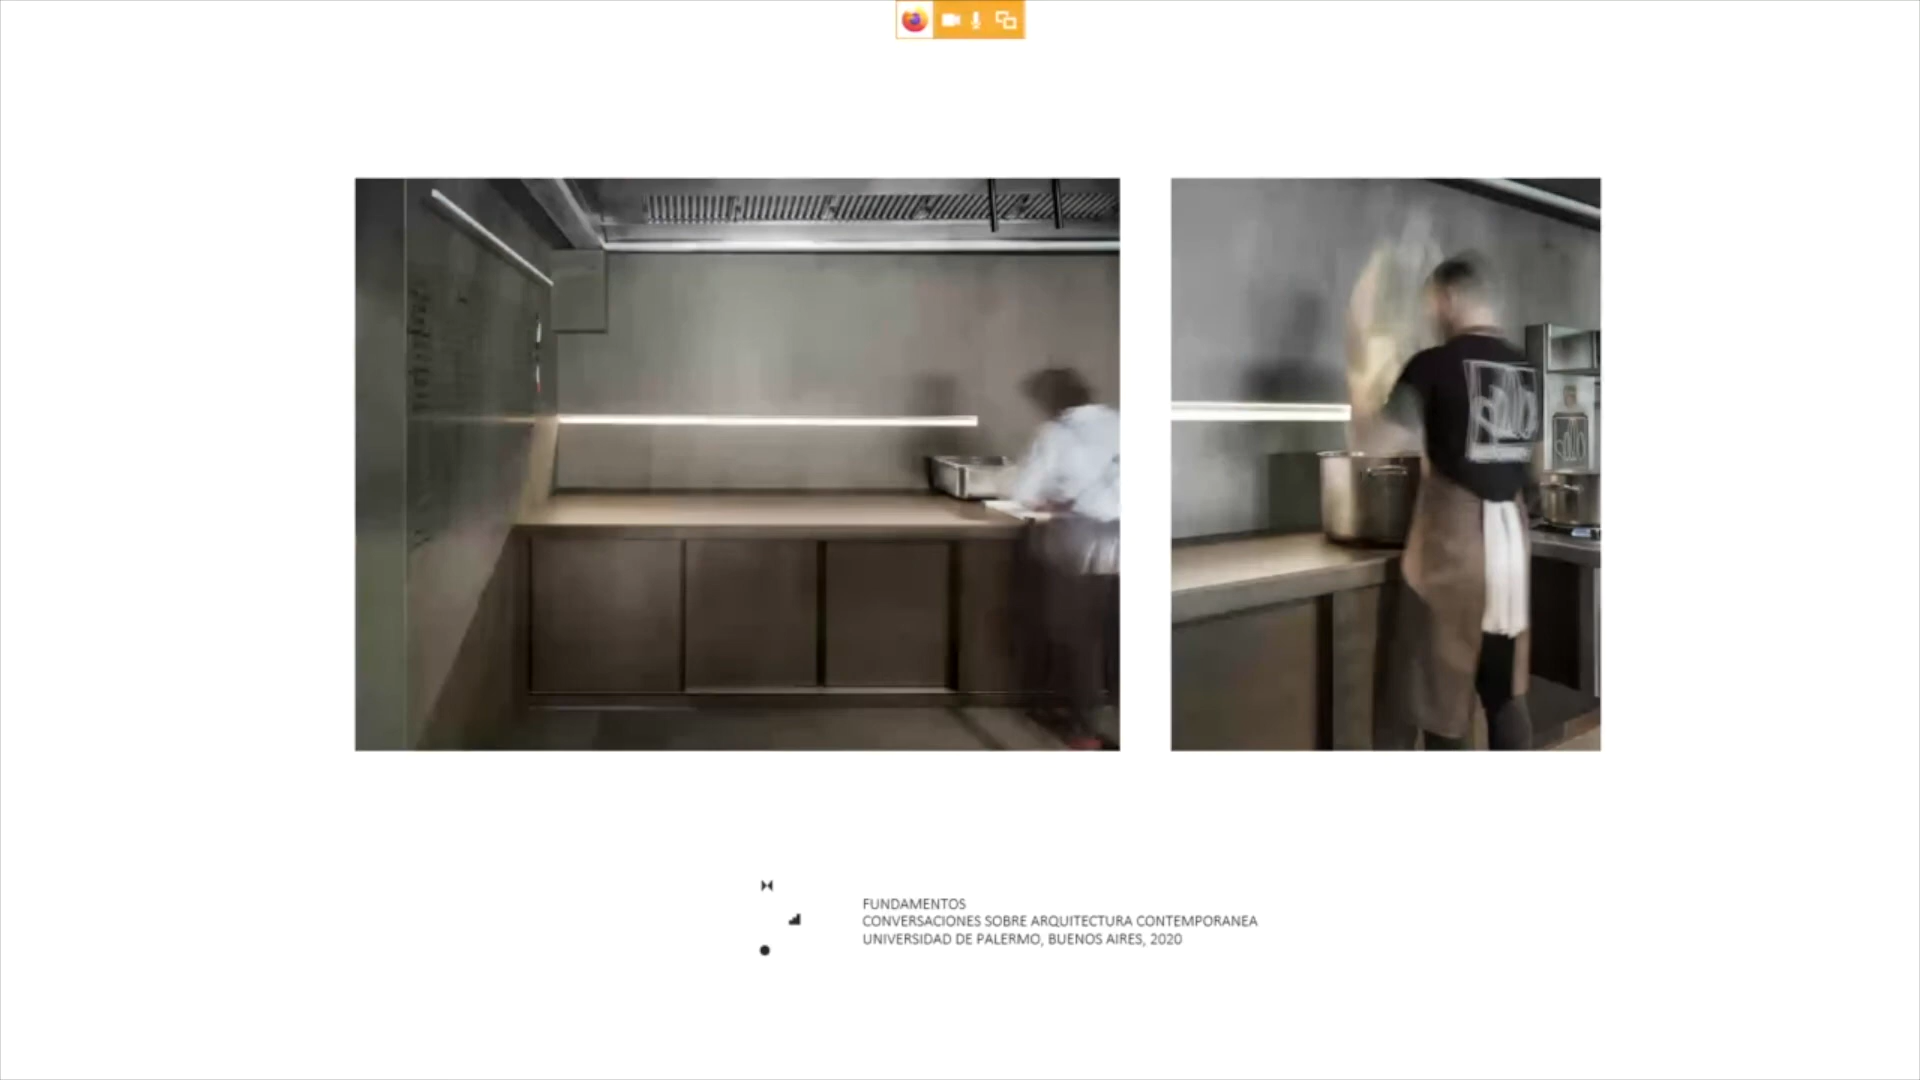 FUNDAMENTOS
CONVERSACIONES SOBRE ARQUITECTURA CONTEMPORANEA
UNIVERSIDAD DE PALERMO, BUENOS AIRES, 2020